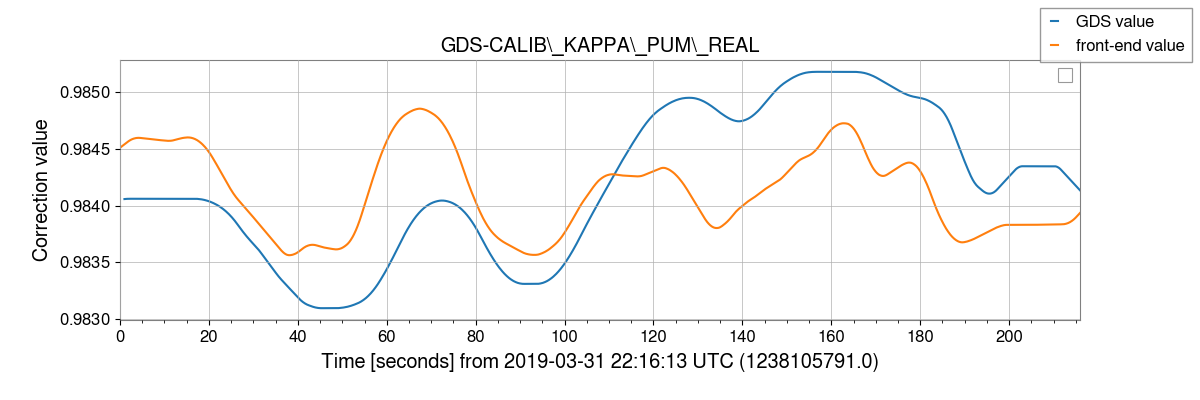 GDS value
front-end value
GDS-CALIB\_KAPPA\_PUM\_REAL
Correction value
0.9850
0.9845
0.9840
0.9835
0.9830
0 20 40 60 80 100 120 140 160 180 200
Time [seconds] from 2019-03-31 22:16:13 UTC (1238105791.0)